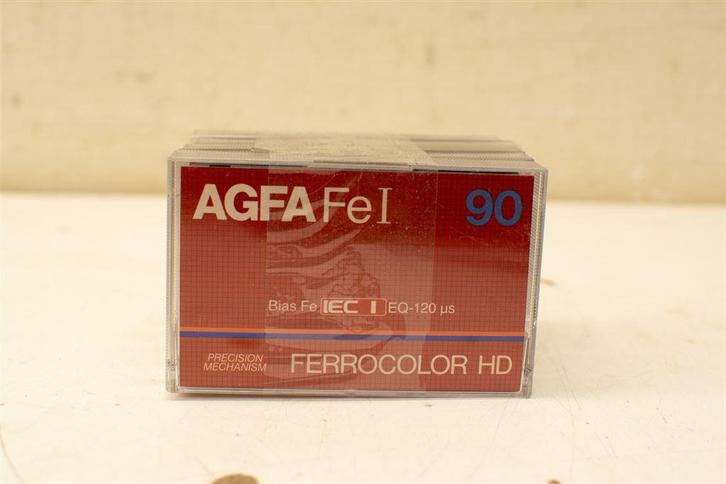 AGFA Fe I 90
Bias Fe IEC I EQ-120 µs
PRECISION
MECHANISM
FERROCOLOR HD